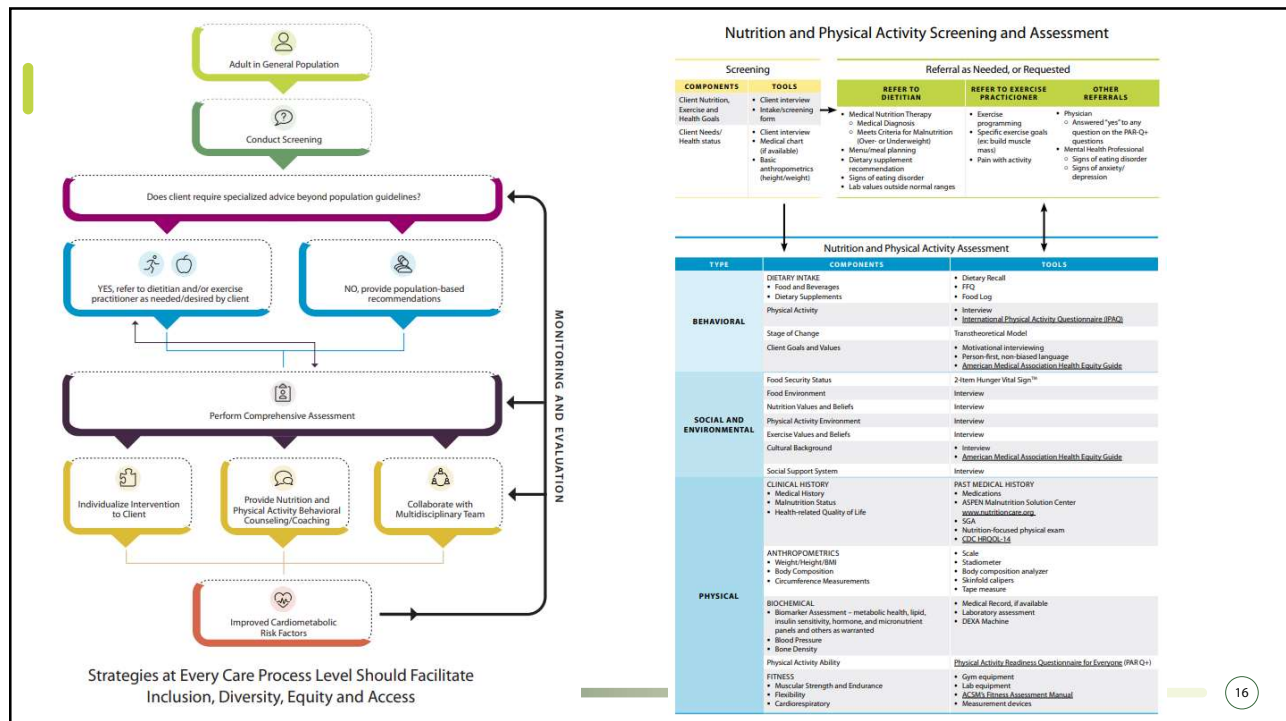 Adult in General Population
Conduct Screening
Does client require specialized advice beyond population guidelines?
YES, refer to dietitian and/or exercise
practitioner as needed/desired by client
NO, provide population-based
recommendations
Perform Comprehensive Assessment
Individualize Intervention
to Client
Provide Nutrition and
Physical Activity Behavioral
Counseling/Coaching
Collaborate with
Multidisciplinary Team
Improved Cardiometabolic
Risk Factors
MONITORING AND EVALUATION
Strategies at Every Care Process Level Should Facilitate
Inclusion, Diversity, Equity and Access
Nutrition and Physical Activity Screening and Assessment
Screening
COMPONENTS TOOLS
Client Nutrition,
Exercise and
Health Goals
• Client interview
• Intake/screening
form
Client Needs/
Health status
• Client interview
• Medical chart
(if available)
• Basic
anthropometrics
(height/weight)
Referral as Needed, or Requested
REFER TO
DIETITIAN
REFER TO EXERCISE
PRACTICIONER
OTHER
REFERRALS
• Medical Nutrition Therapy
○ Medical Diagnosis
○ Meets Criteria for Malnutrition
(Over- or Underweight)
• Menu/meal planning
• Dietary supplement
recommendation
• Signs of eating disorder
• Lab values outside normal ranges
• Exercise
programming
• Specific exercise goals
(ex: build muscle
mass)
• Pain with activity
• Physician
○ Answered "yes" to any
question on the PAR-Q+
questions
• Mental Health Professional
○ Signs of eating disorder
○ Signs of anxiety/
depression
Nutrition and Physical Activity Assessment
TYPE COMPONENTS TOOLS
BEHAVIORAL
DIETARY INTAKE
• Food and Beverages
• Dietary Supplements
• Dietary Recall
• FFQ
• Food Log
Physical Activity
• Interview
• International Physical Activity Questionnaire (IPAQ)
Stage of Change Transtheoretical Model
Client Goals and Values
• Motivational interviewing
• Person-first, non-biased language
• American Medical Association Health Equity Guide
SOCIAL AND
ENVIRONMENTAL
Food Security Status 2-Item Hunger Vital Sign™
Food Environment Interview
Nutrition Values and Beliefs Interview
Physical Activity Environment Interview
Exercise Values and Beliefs Interview
Cultural Background
• Interview
• American Medical Association Health Equity Guide
Social Support System Interview
PHYSICAL
CLINICAL HISTORY
• Medical History
• Malnutrition Status
• Health-related Quality of Life
PAST MEDICAL HISTORY
• Medications
• ASPEN Malnutrition Solution Center
www.nutritioncare.org
• SGA
• Nutrition-focused physical exam
• CDC HRQOL-14
ANTHROPOMETRICS
• Weight/Height/BMI
• Body Composition
• Circumference Measurements
• Scale
• Stadiometer
• Body composition analyzer
• Skinfold calipers
• Tape measure
BIOCHEMICAL
• Biomarker Assessment – metabolic health, lipid,
insulin sensitivity, hormone, and micronutrient
panels and others as warranted
• Blood Pressure
• Bone Density
• Medical Record, if available
• Laboratory assessment
• DEXA Machine
Physical Activity Ability Physical Activity Readiness Questionnaire for Everyone (PAR Q+)
FITNESS
• Muscular Strength and Endurance
• Flexibility
• Cardiorespiratory
• Gym equipment
• Lab equipment
• ACSM's Fitness Assessment Manual
• Measurement devices
16